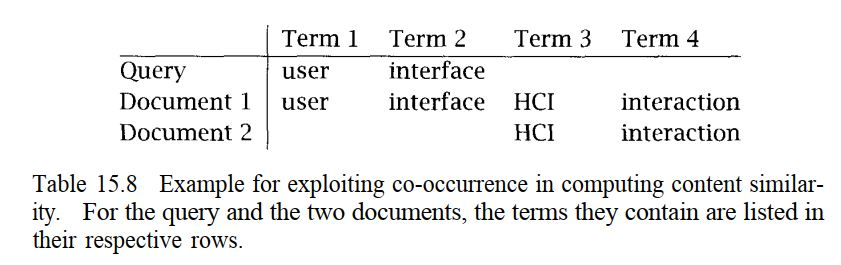 Term 1 Term 2 Term 3 Term 4
Query user interface
Document 1 user interface HCI interaction
Document 2 HCI interaction
Table 15.8 Example for exploiting co-occurrence in computing content similar-
ity. For the query and the two documents, the terms they contain are listed in
their respective rows.